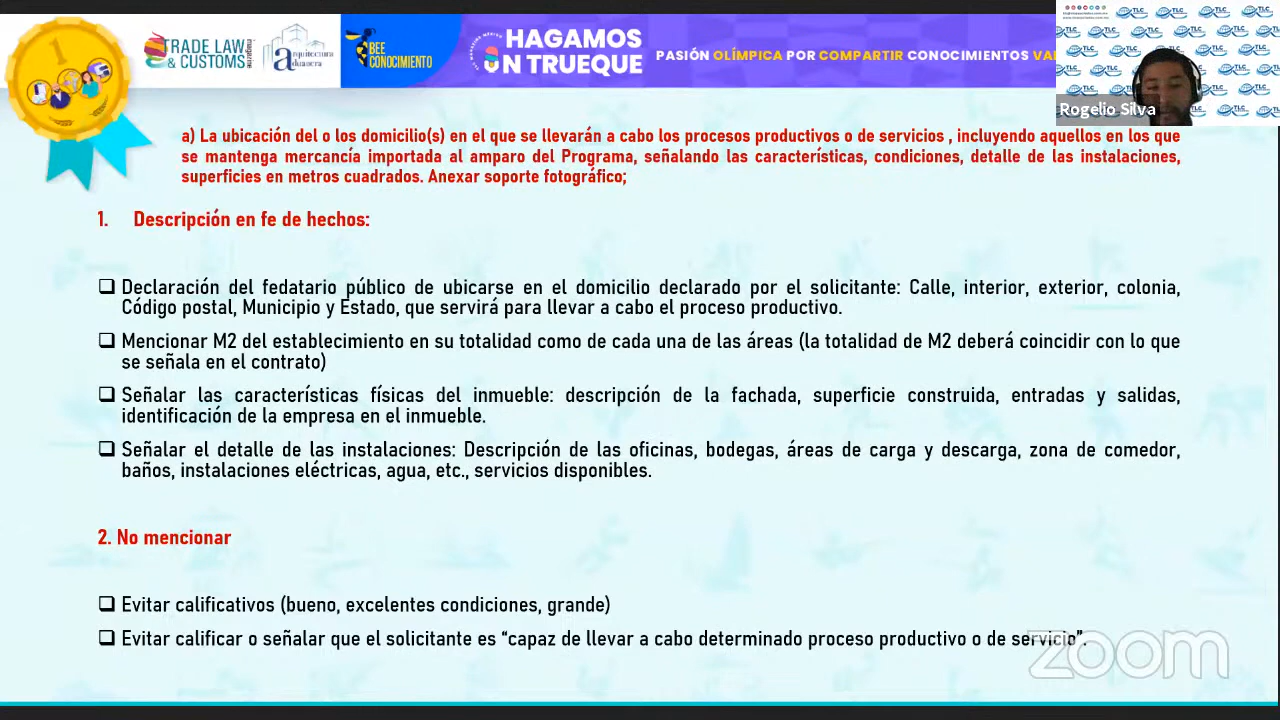 TRADE LAW
& CUSTOMS
arquitectura
aduanera
BEE
CONOCIMIENTO
HAGAMOS
UN TRUEQUE
PASIÓN OLÍMPICA POR COMPARTIR CONOCIMIENTOS VA
TLC
Rogelio Silva
a) La ubicación del o los domicilio(s) en el que se llevarán a cabo los procesos productivos o de servicios , incluyendo aquellos en los que
se mantenga mercancía importada al amparo del Programa, señalando las características, condiciones, detalle de las instalaciones,
superficies en metros cuadrados. Anexar soporte fotográfico;
1. Descripción en fe de hechos:
❑ Declaración del fedatario público de ubicarse en el domicilio declarado por el solicitante: Calle, interior, exterior, colonia,
Código postal, Municipio y Estado, que servirá para llevar a cabo el proceso productivo.
❑ Mencionar M2 del establecimiento en su totalidad como de cada una de las áreas (la totalidad de M2 deberá coincidir con lo que
se señala en el contrato)
❑ Señalar las características físicas del inmueble: descripción de la fachada, superficie construida, entradas y salidas,
identificación de la empresa en el inmueble.
❑ Señalar el detalle de las instalaciones: Descripción de las oficinas, bodegas, áreas de carga y descarga, zona de comedor,
baños, instalaciones eléctricas, agua, etc., servicios disponibles.
2. No mencionar
❑ Evitar calificativos (bueno, excelentes condiciones, grande)
❑ Evitar calificar o señalar que el solicitante es “capaz de llevar a cabo determinado proceso productivo o de servicio”.
zoom